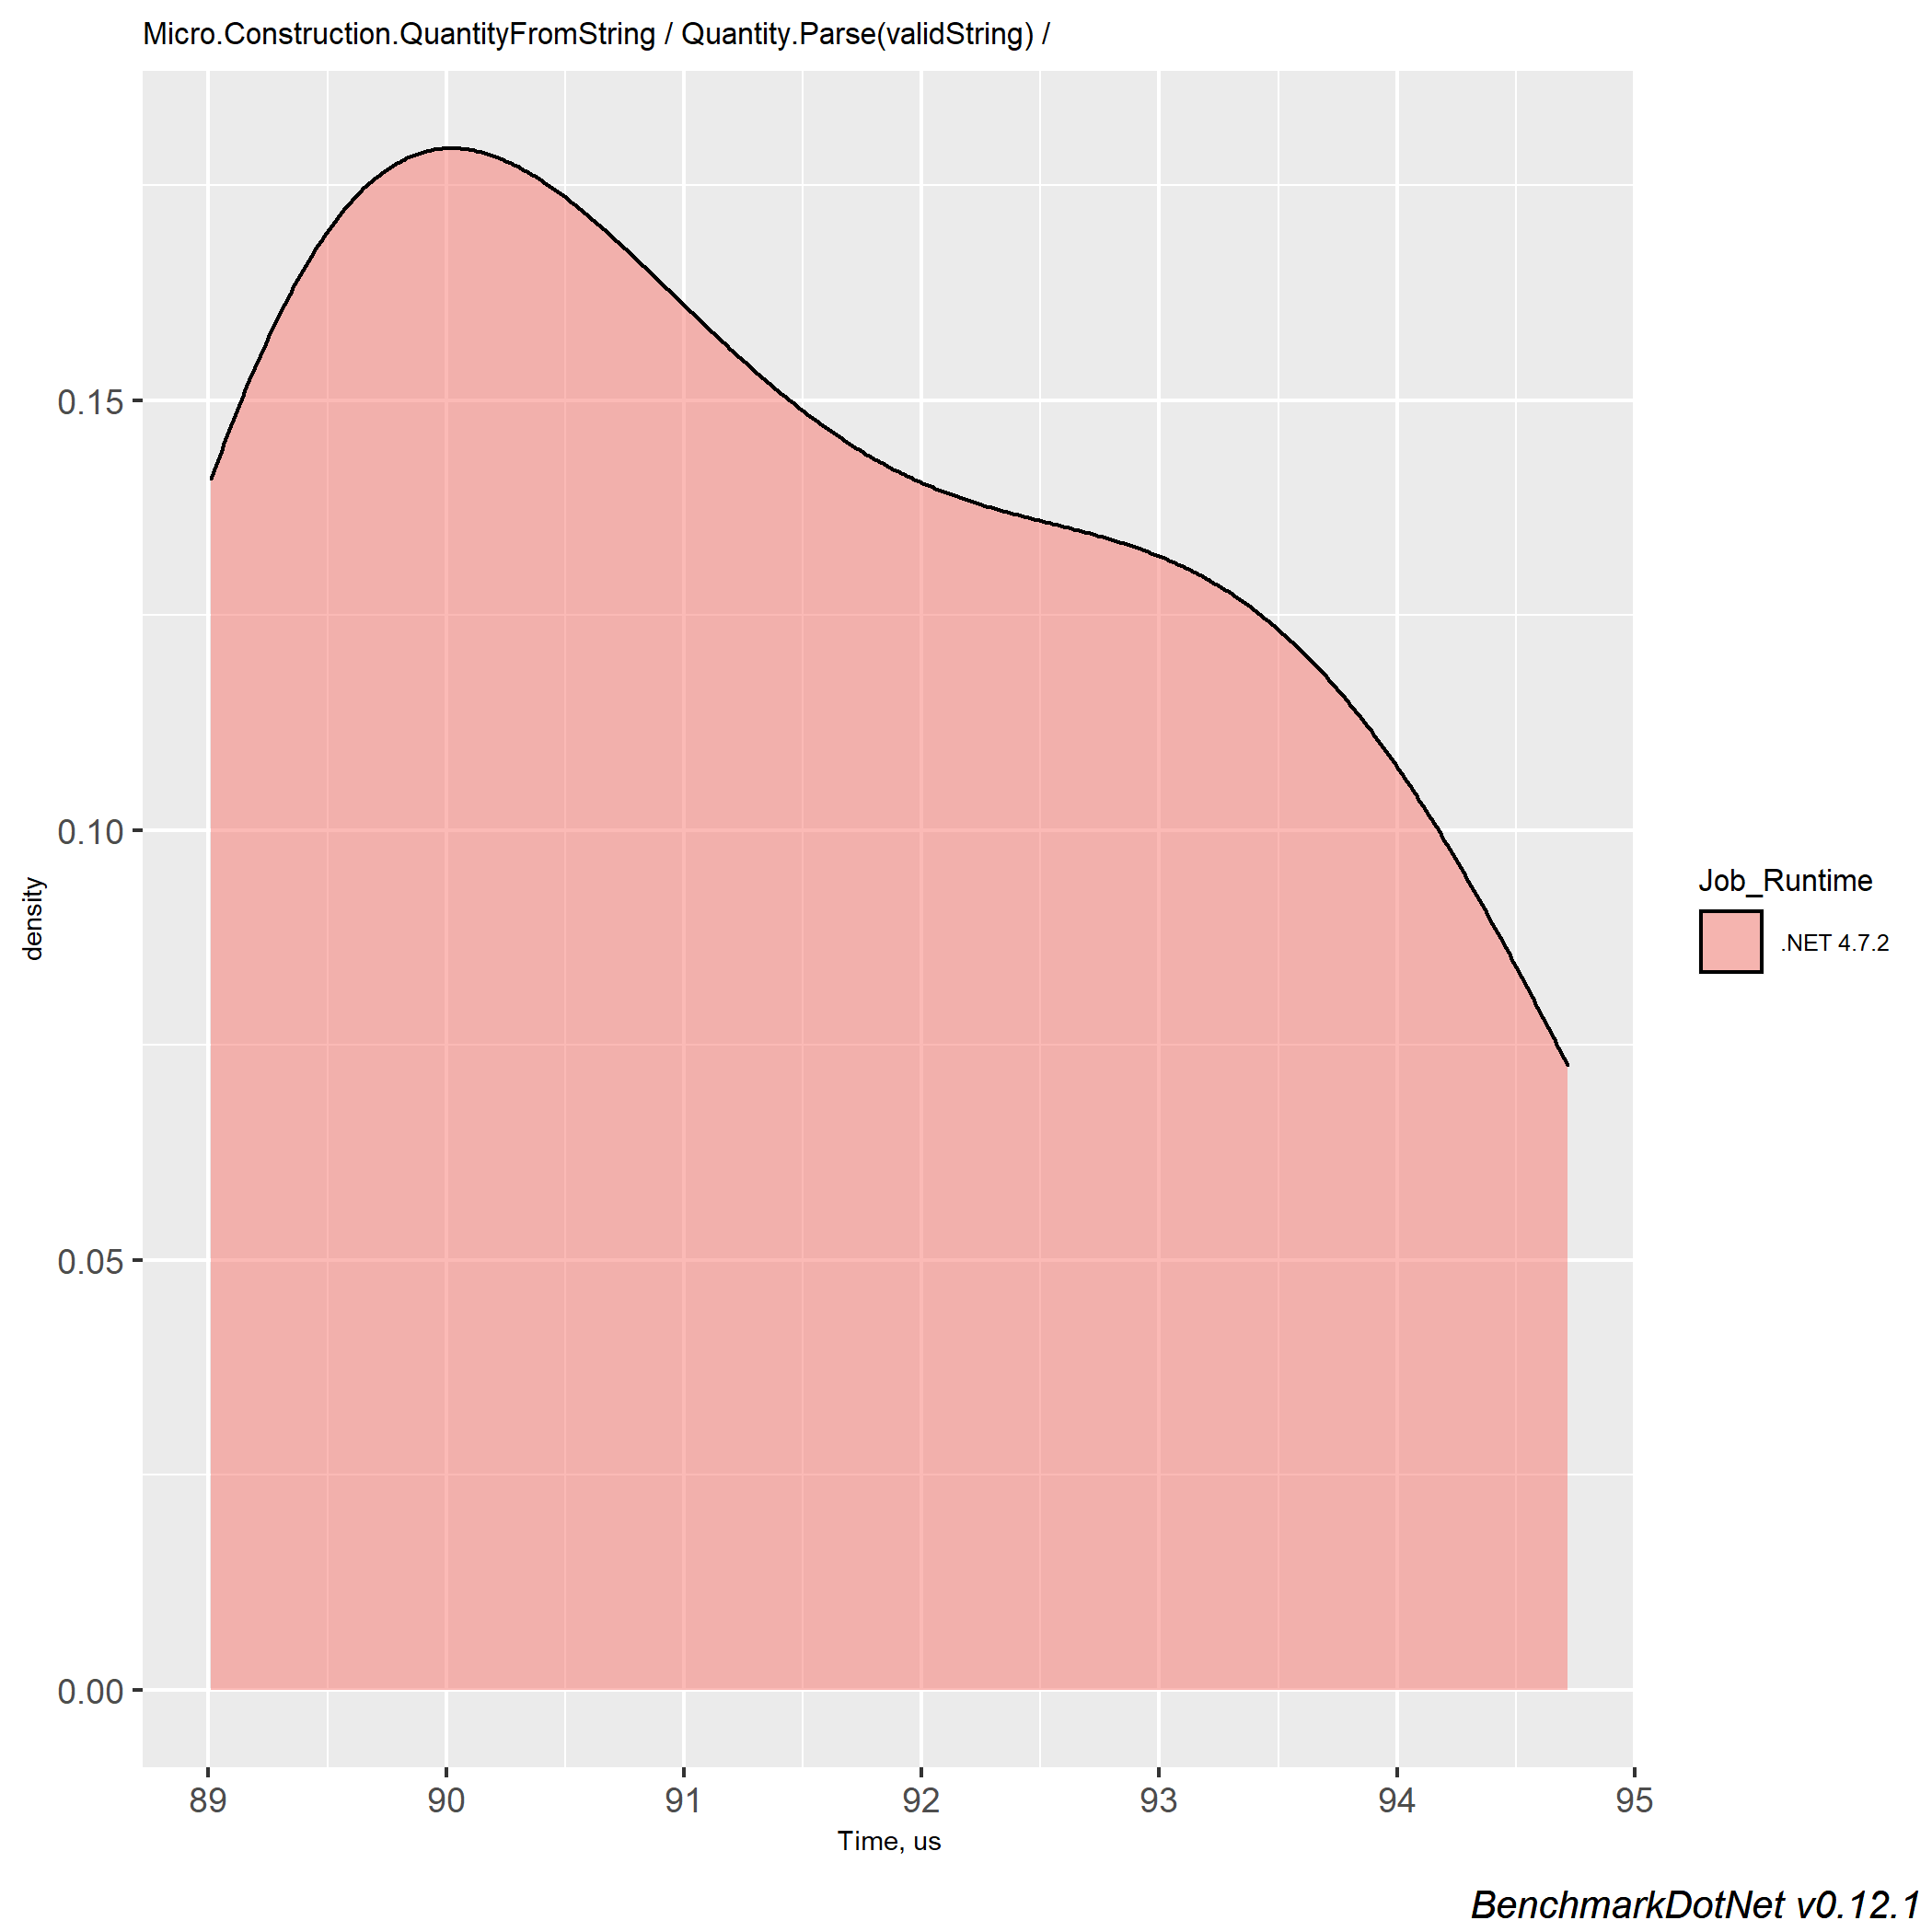 Micro.Construction.QuantityFromString / Quantity.Parse(validString) /
0.15
0.10
0.05
0.00
density
89 90 91 92 93 94 95
Time, us
Job_Runtime
.NET 4.7.2
BenchmarkDotNet v0.12.1